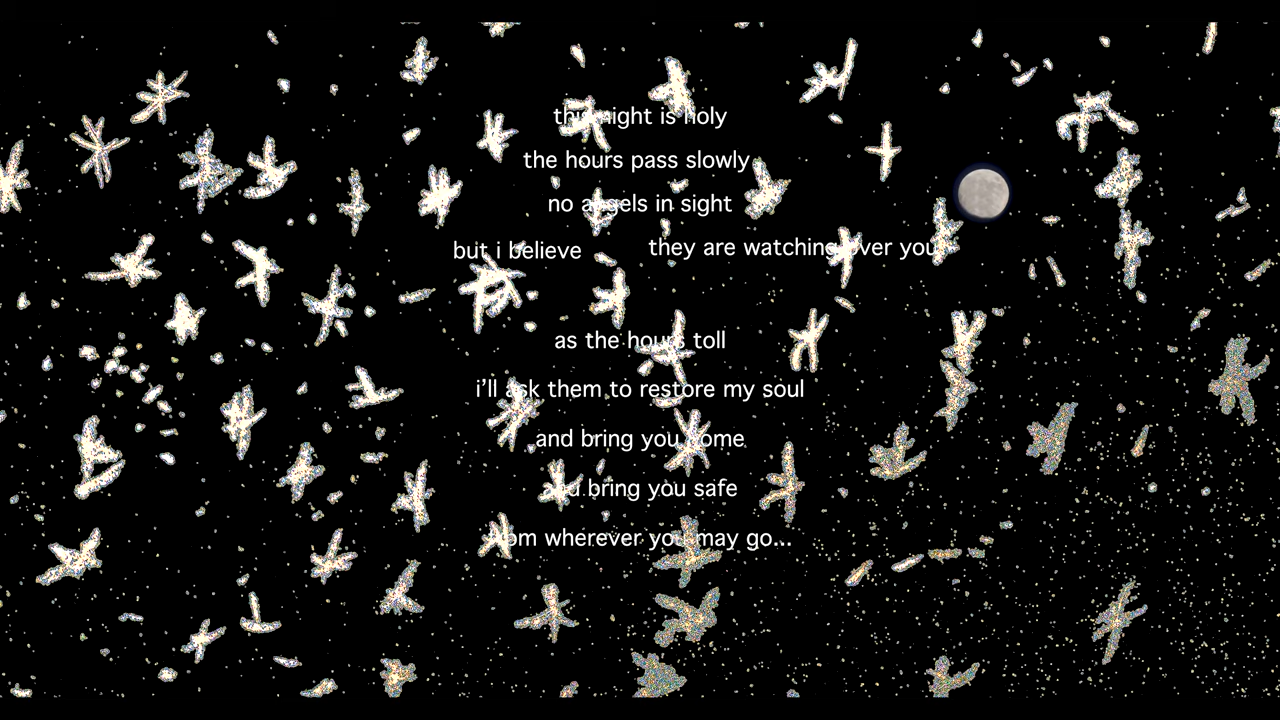 this night is holy
the hours pass slowly
no angels in sight
but i believe they are watching over you
as the hours toll
i'll ask them to restore my soul
and bring you home
and bring you safe
from wherever you may go...